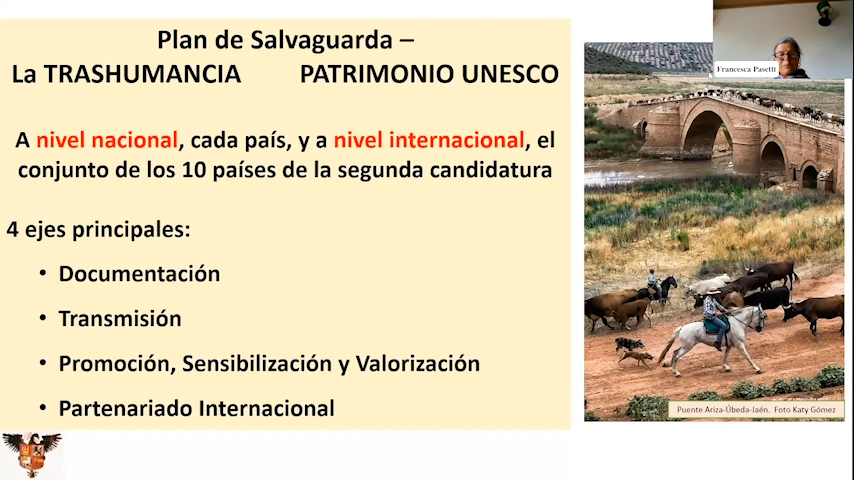 Plan de Salvaguarda –
La TRASHUMANCIA PATRIMONIO UNESCO
A nivel nacional, cada país, y a nivel internacional, el
conjunto de los 10 países de la segunda candidatura
4 ejes principales:
• Documentación
• Transmisión
• Promoción, Sensibilización y Valorización
• Partenariado Internacional
Francesca Pasetti
Puente Ariza-Úbeda-Jaén. Foto Katy Gómez